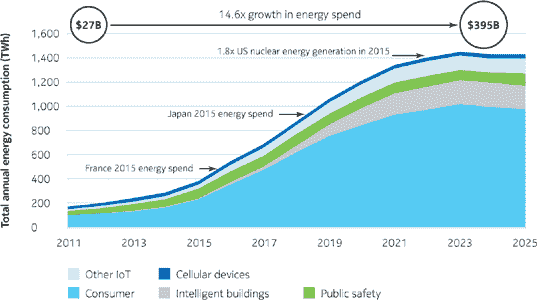 14.6x growth in energy spend
$27B
$395B
Total annual energy consumption (TWh)
1,600
1,400
1,200
1,000
800
600
400
200
0
1.8x US nuclear energy generation in 2015
Japan 2015 energy spend
France 2015 energy spend
2011
2013
2015
2017
2019
2021
2023
2025
Other IoT
Cellular devices
Consumer
Intelligent buildings
Public safety